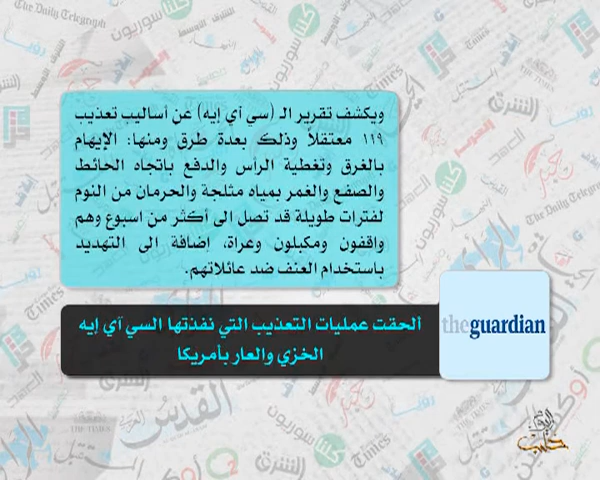 ويكشف تقرير الـ (سي آي إيه) عن أساليب تعذيب
١١٩ معتقلاً وذلك بعدة طرق ومنها: الإيهام
بالغرق وتغطية الرأس والدفع بإتجاه الحائط
والصفع والغمر بمياه مثلجة والحرمان من النوم
لفترات طويلة قد تصل الى أكثر من اسبوع وهم
واقفون ومكبلون وعراة، اضافة الى التهديد
باستخدام العنف ضد عائلاتهم.
ألحقت عمليات التعذيب التي نفذتها السي آي إيه
الخزي والعار بأمريكا
theguardian